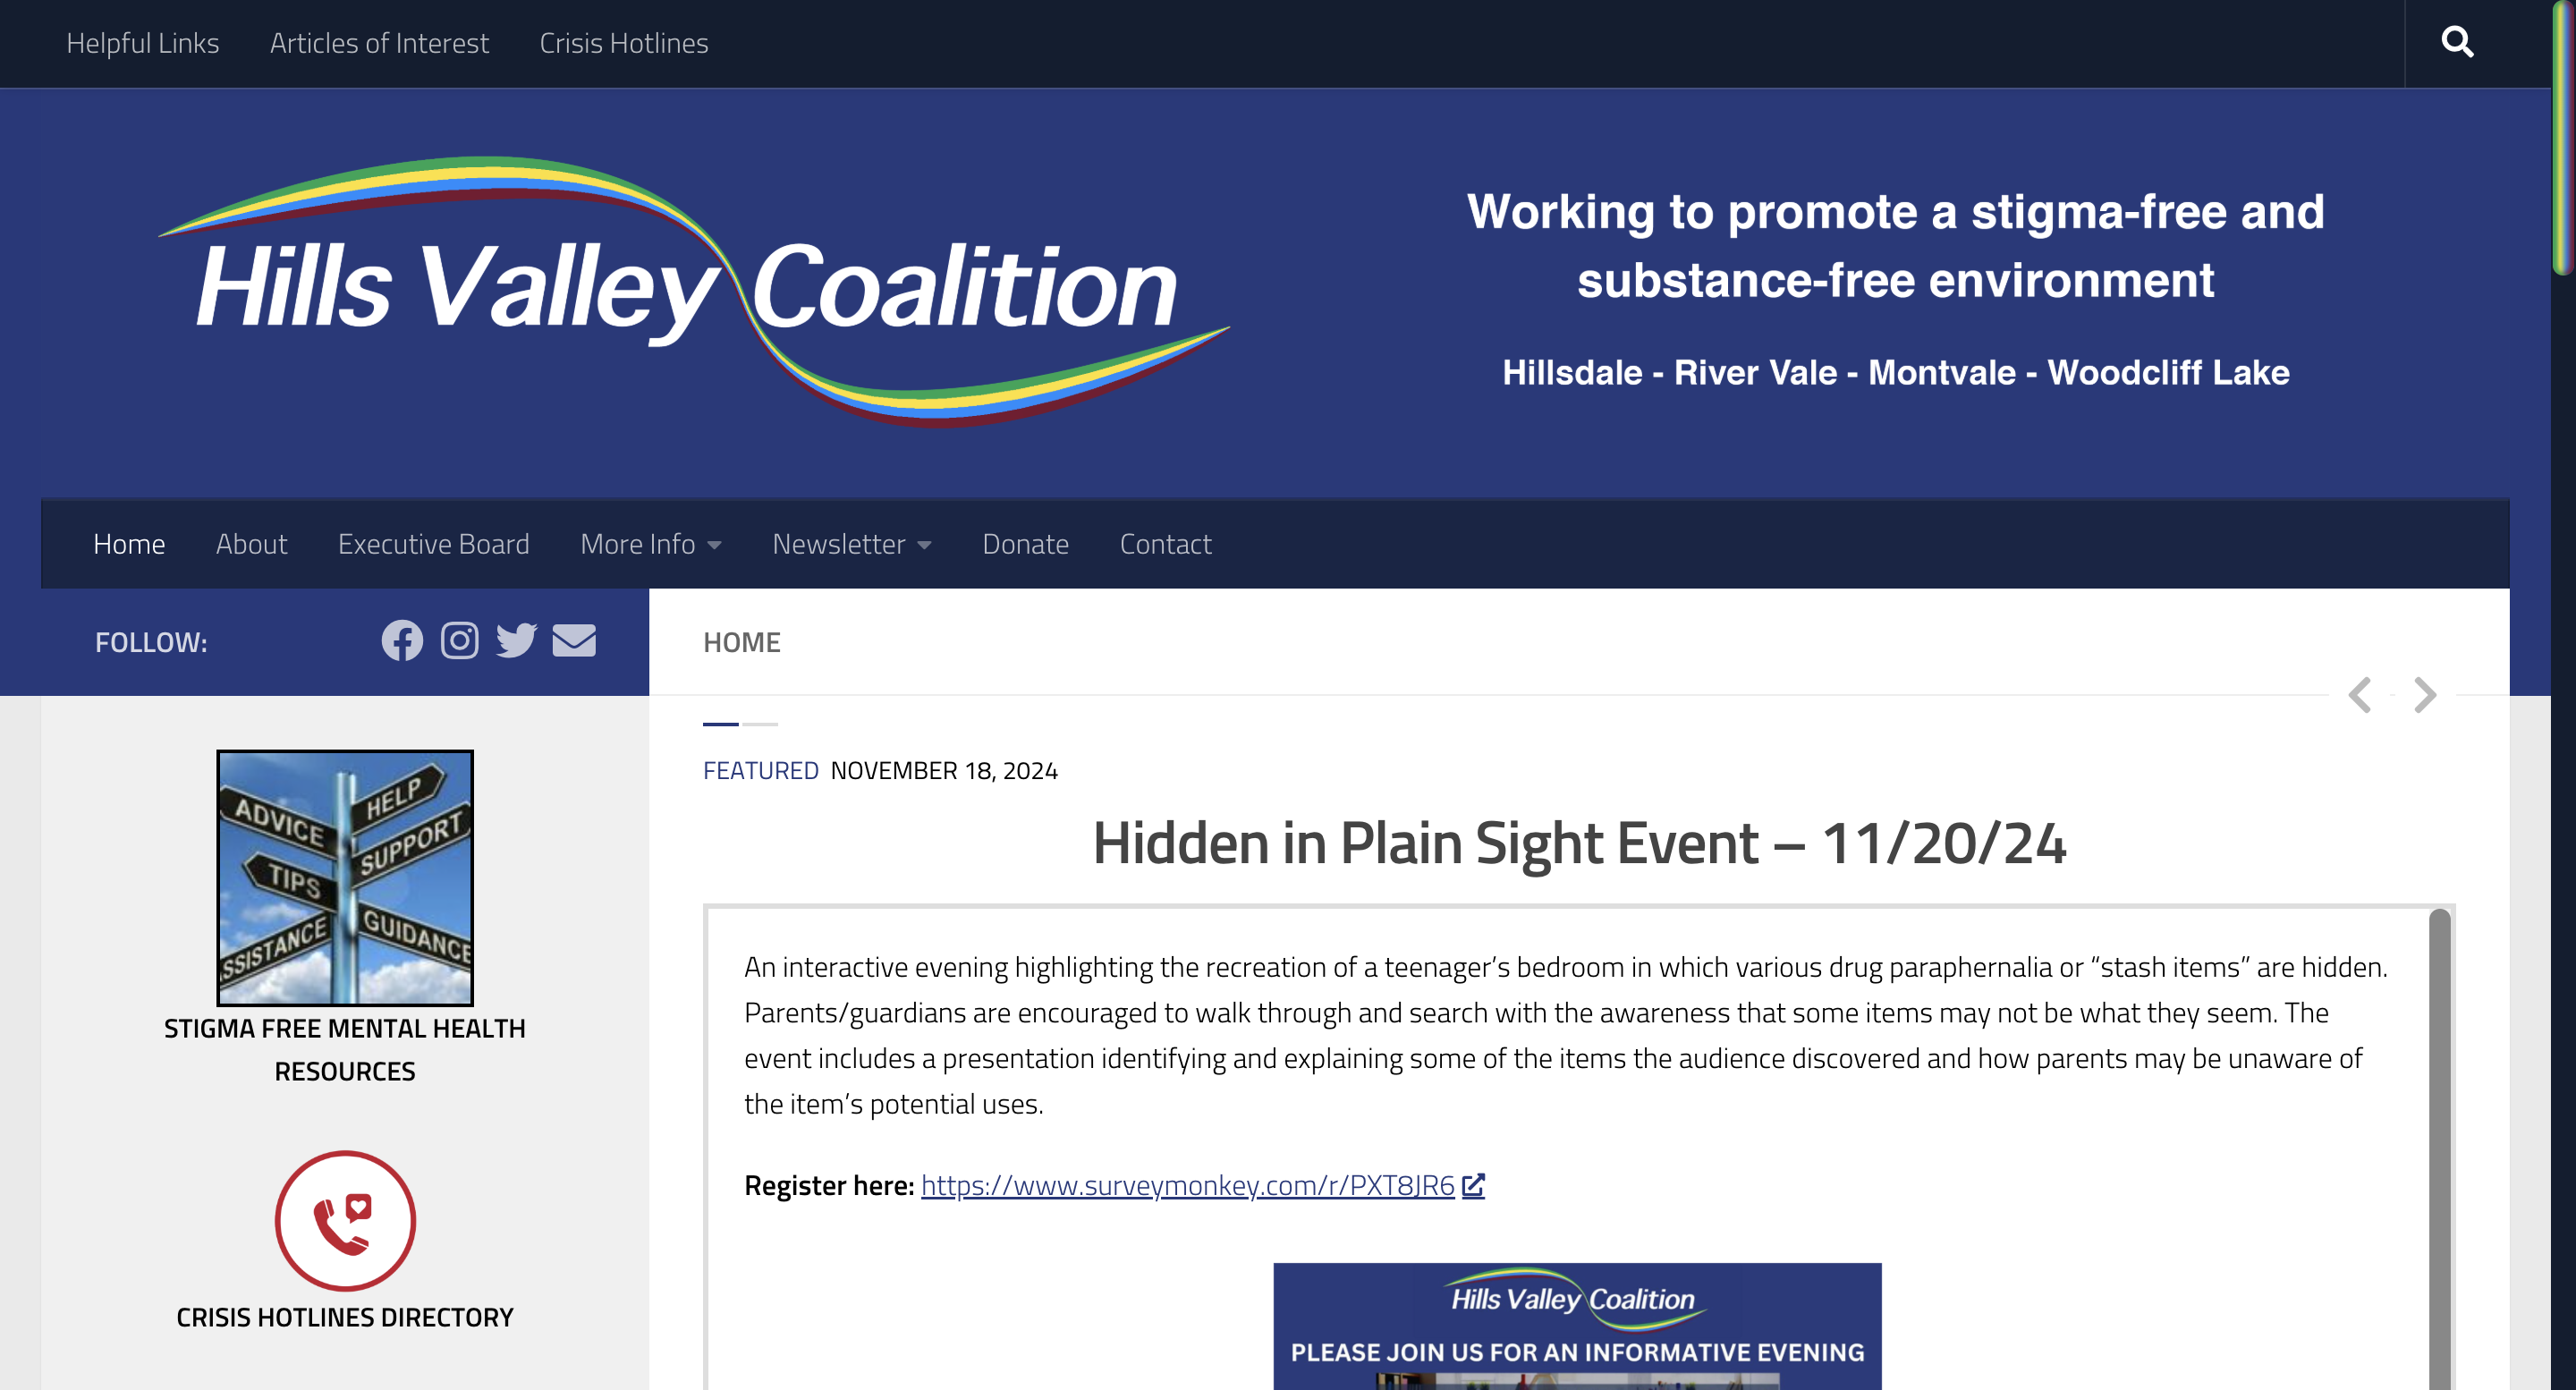 Helpful Links
Articles of Interest
Crisis Hotlines
Hills Valley Coalition
Working to promote a stigma-free and
substance-free environment
Hillsdale - River Vale - Montvale - Woodcliff Lake
Home
About
Executive Board
More Info
Newsletter
Donate
Contact
FOLLOW:
HOME
ADVICE
HELP
SUPPORT
TIPS
SSISTANCE
GUIDANCE
STIGMA FREE MENTAL HEALTH
RESOURCES
CRISIS HOTLINES DIRECTORY
FEATURED NOVEMBER 18, 2024
Hidden in Plain Sight Event – 11/20/24
An interactive evening highlighting the recreation of a teenager’s bedroom in which various drug paraphernalia or “stash items” are hidden.
Parents/guardians are encouraged to walk through and search with the awareness that some items may not be what they seem. The
event includes a presentation identifying and explaining some of the items the audience discovered and how parents may be unaware of
the item’s potential uses.
Register here: https://www.surveymonkey.com/r/PXT8JR6
Hills Valley Coalition
PLEASE JOIN US FOR AN INFORMATIVE EVENING